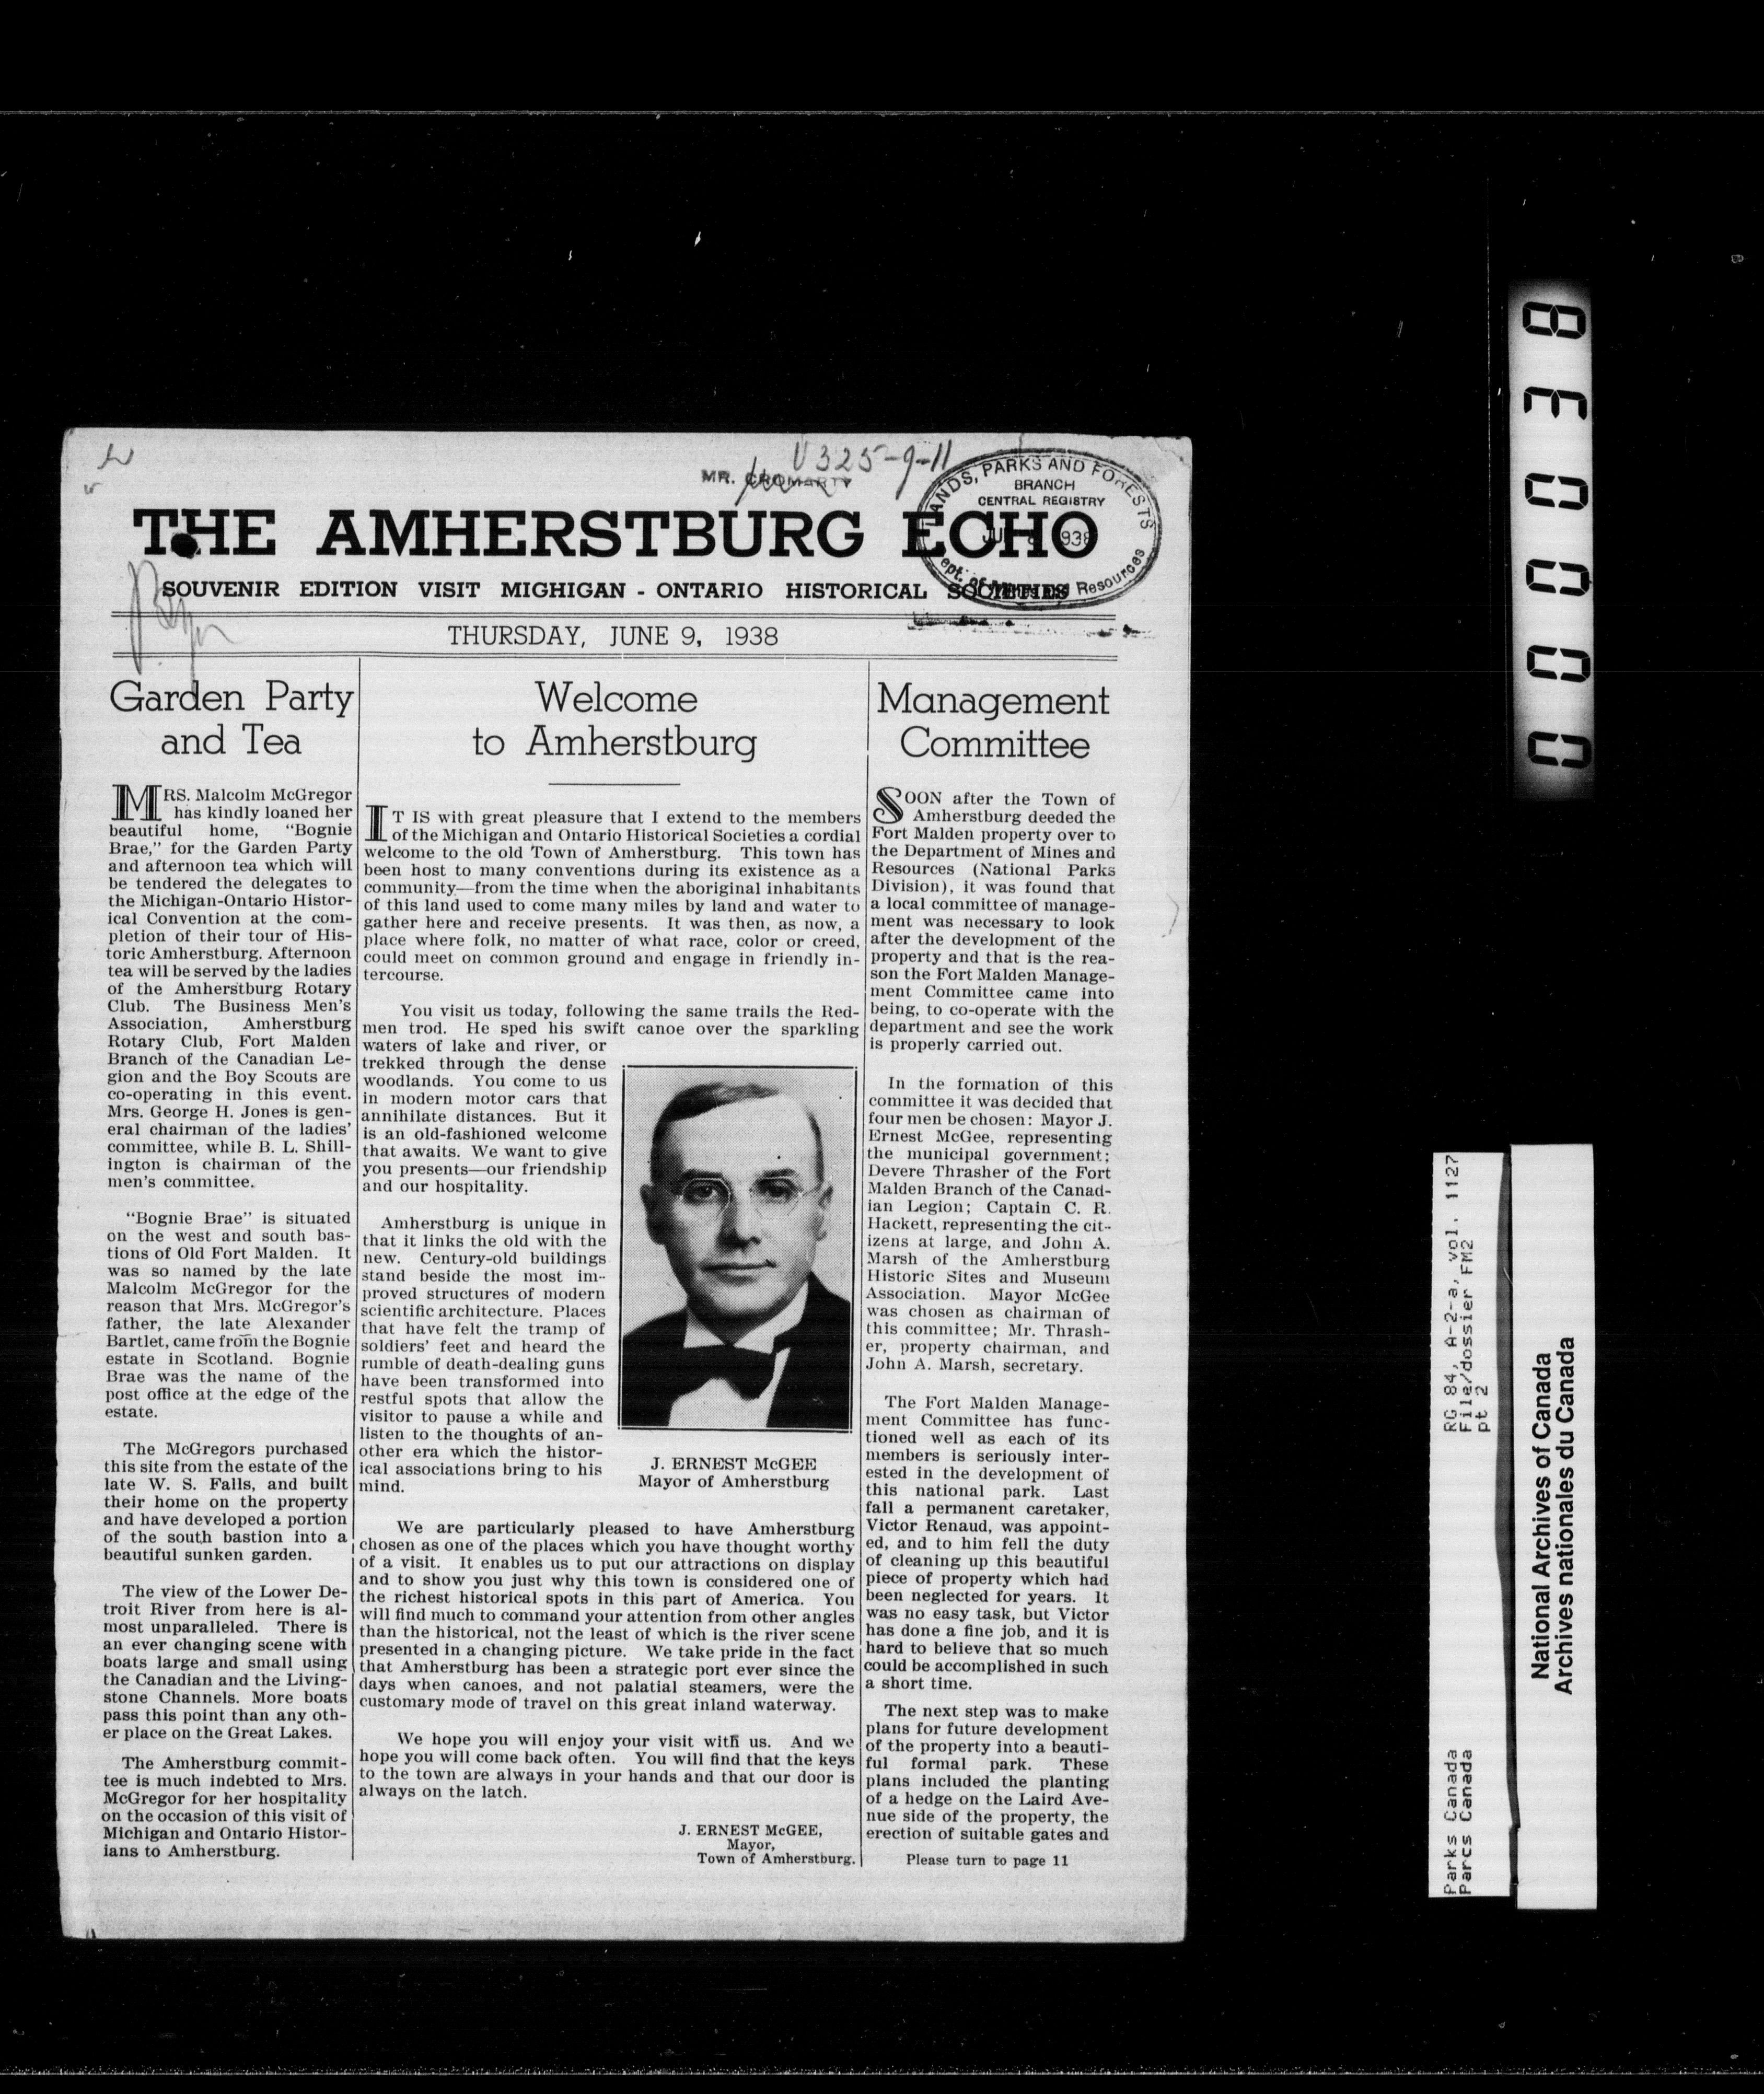 U325-9-11
MR. CROMARTY
LANDS, PARKS AND FORESTS
BRANCH
CENTRAL REGISTRY
1938
Dept. of Mines and Resources
THE AMHERSTBURG ECHO
SOUVENIR EDITION VISIT MIGHIGAN - ONTARIO HISTORICAL SOCIETIES
THURSDAY, JUNE 9, 1938
Garden Party
and Tea
MRS. Malcolm McGregor
has kindly loaned her
beautiful home, "Bognie
Brae," for the Garden Party
and afternoon tea which will
be tendered the delegates to
the Michigan-Ontario Histor-
ical Convention at the com-
pletion of their tour of His-
toric Amherstburg. Afternoon
tea will be served by the ladies
of the Amherstburg Rotary
Club. The Business Men's
Association, Amherstburg
Rotary Club, Fort Malden
Branch of the Canadian Le-
gion and the Boy Scouts are
co-operating in this event.
Mrs. George H. Jones is gen-
eral chairman of the ladies'
committee, while B. L. Shill-
ington is chairman of the
men's committee.
"Bognie Brae" is situated
on the west and south bas-
tions of Old Fort Malden. It
was so named by the late
Malcolm McGregor for the
reason that Mrs. McGregor's
father, the late Alexander
Bartlet, came from the Bognie
estate in Scotland. Bognie
Brae was the name of the
post office at the edge of the
estate.
The McGregors purchased
this site from the estate of the
late W. S. Falls, and built
their home on the property
and have developed a portion
of the south bastion into a
beautiful sunken garden.
The view of the Lower De-
troit River from here is al-
most unparalleled. There is
an ever changing scene with
boats large and small using
the Canadian and the Living-
stone Channels. More boats
pass this point than any oth-
er place on the Great Lakes.
The Amherstburg commit-
tee is much indebted to Mrs.
McGregor for her hospitality
on the occasion of this visit of
Michigan and Ontario Histor-
ians to Amherstburg.
Welcome
to Amherstburg
IT IS with great pleasure that I extend to the members
of the Michigan and Ontario Historical Societies a cordial
welcome to the old Town of Amherstburg. This town has
been host to many conventions during its existence as a
community—from the time when the aboriginal inhabitants
of this land used to come many miles by land and water to
gather here and receive presents. It was then, as now, a
place where folk, no matter of what race, color or creed,
could meet on common ground and engage in friendly in-
tercourse.
You visit us today, following the same trails the Red-
men trod. He sped his swift canoe over the sparkling
waters of lake and river, or
trekked through the dense
woodlands. You come to us
in modern motor cars that
annihilate distances. But it
is an old-fashioned welcome
that awaits. We want to give
you presents—our friendship
and our hospitality.
Amherstburg is unique in
that it links the old with the
new. Century-old buildings
stand beside the most im-
proved structures of modern
scientific architecture. Places
that have felt the tramp of
soldiers' feet and heard the
rumble of death-dealing guns
have been transformed into
restful spots that allow the
visitor to pause a while and
listen to the thoughts of an-
other era which the histor-
ical associations bring to his
mind.
J. ERNEST McGEE
Mayor of Amherstburg
We are particularly pleased to have Amherstburg
chosen as one of the places which you have thought worthy
of a visit. It enables us to put our attractions on display
and to show you just why this town is considered one of
the richest historical spots in this part of America. You
will find much to command your attention from other angles
than the historical, not the least of which is the river scene
presented in a changing picture. We take pride in the fact
that Amherstburg has been a strategic port ever since the
days when canoes, and not palatial steamers, were the
customary mode of travel on this great inland waterway.
We hope you will enjoy your visit with us. And we
hope you will come back often. You will find that the keys
to the town are always in your hands and that our door is
always on the latch.
J. ERNEST McGEE,
Mayor,
Town of Amherstburg.
Management
Committee
SOON after the Town of
Amherstburg deeded the
Fort Malden property over to
the Department of Mines and
Resources (National Parks
Division), it was found that
a local committee of manage-
ment was necessary to look
after the development of the
property and that is the rea-
son the Fort Malden Manage-
ment Committee came into
being, to co-operate with the
department and see the work
is properly carried out.
In the formation of this
committee it was decided that
four men be chosen: Mayor J.
Ernest McGee, representing
the municipal government;
Devere Thrasher of the Fort
Malden Branch of the Canad-
ian Legion; Captain C. R.
Hackett, representing the cit-
izens at large, and John A.
Marsh of the Amherstburg
Historic Sites and Museum
Association. Mayor McGee
was chosen as chairman of
this committee; Mr. Thrash-
er, property chairman, and
John A. Marsh, secretary.
The Fort Malden Manage-
ment Committee has func-
tioned well as each of its
members is seriously inter-
ested in the development of
this national park. Last
fall a permanent caretaker,
Victor Renaud, was appoint-
ed, and to him fell the duty
of cleaning up this beautiful
piece of property which had
been neglected for years. It
was no easy task, but Victor
has done a fine job, and it is
hard to believe that so much
could be accomplished in such
a short time.
The next step was to make
plans for future development
of the property into a beauti-
ful formal park. These
plans included the planting
of a hedge on the Laird Ave-
nue side of the property, the
erection of suitable gates and
Please turn to page 11
000038
RG 84, A-2-a, vol. 1127
File/dossier FM2
pt 2
Parks Canada
Parcs Canada
National Archives of Canada
Archives nationales du Canada